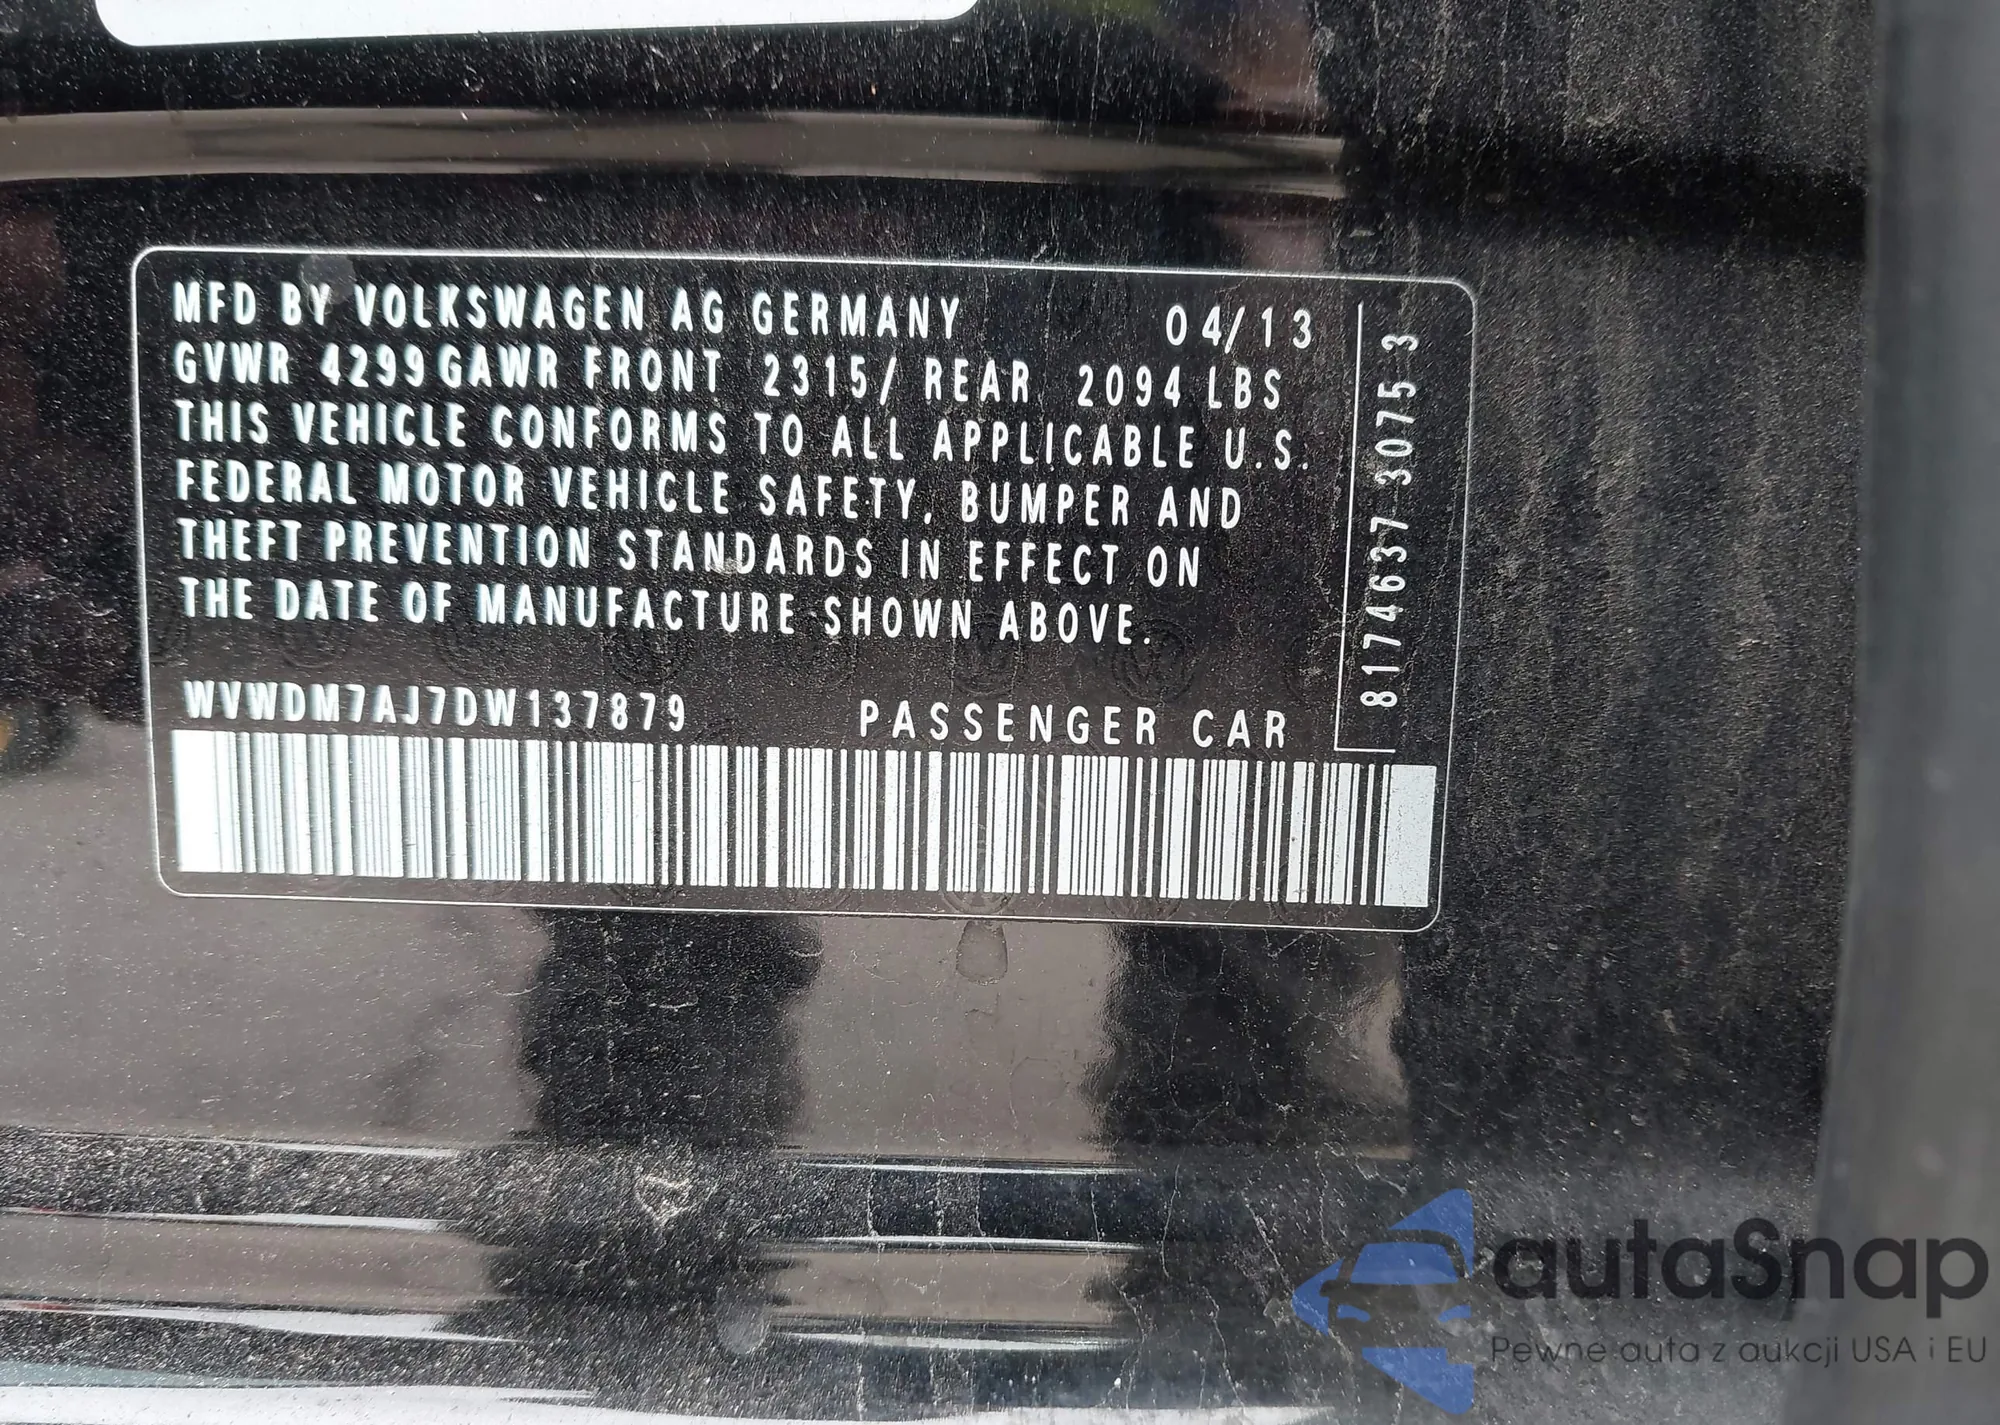 MFD BY VOLKSWAGEN AG GERMANY 04/13
GVWR 4299 GAWR FRONT 2315/ REAR 2094 LBS
THIS VEHICLE CONFORMS TO ALL APPLICABLE U.S.
FEDERAL MOTOR VEHICLE SAFETY, BUMPER AND
THEFT PREVENTION STANDARDS IN EFFECT ON
THE DATE OF MANUFACTURE SHOWN ABOVE.
WVWDM7AJ7DW137879 PASSENGER CAR
8174637 3075 3
autaSnap
Pewne auta z aukcji USA i EU